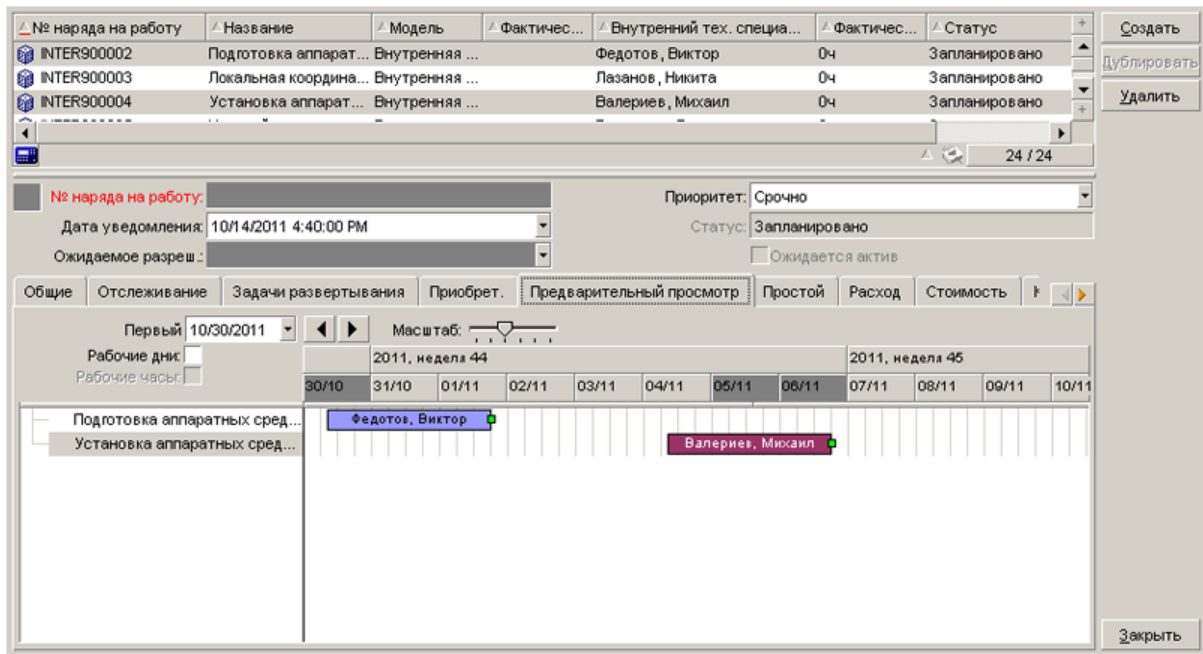 № наряда на работу Название Модель Фактичес... Внутренний тех. специа... Фактичес... Статус
INTER900002 Подготовка аппарат... Внутренняя ... Федотов, Виктор 0ч Запланировано
INTER900003 Локальная координа... Внутренняя ... Лазанов, Никита 0ч Запланировано
INTER900004 Установка аппарат... Внутренняя ... Валериев, Михаил 0ч Запланировано
24 / 24
Создать
Дублировать
Удалить
№ наряда на работу: Приоритет: Срочно
Дата уведомления: 10/14/2011 4:40:00 PM Статус: Запланировано
Ожидаемое разреш.: Ожидается актив
Общие Отслеживание Задачи развертывания Приобрет. Предварительный просмотр Простой Расход Стоимость
Первый 10/30/2011 Масштаб:
Рабочие дни: 2011, неделя 44 2011, неделя 45
Рабочие часы:
30/10 31/10 01/11 02/11 03/11 04/11 05/11 06/11 07/11 08/11 09/11 10/11
Подготовка аппаратных сред... Федотов, Виктор
Установка аппаратных сред... Валериев, Михаил
Закрыть